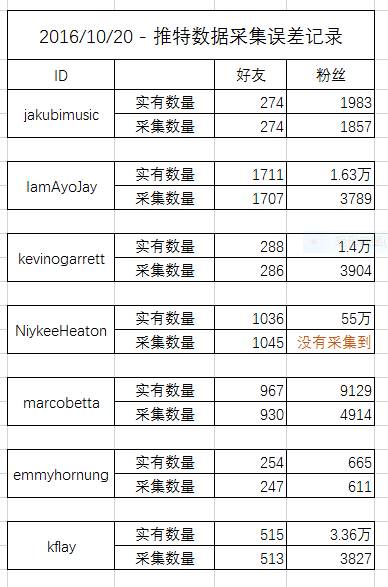 2016/10/20 - 推特数据采集误差记录
ID 好友 粉丝
jakubimusic 实有数量 274 1983
采集数量 274 1857
IamAyoJay 实有数量 1711 1.63万
采集数量 1707 3789
kevinogarrett 实有数量 288 1.4万
采集数量 286 3904
NiykeeHeaton 实有数量 1036 55万
采集数量 1045 没有采集到
marcobetta 实有数量 967 9129
采集数量 930 4914
emmyhornung 实有数量 254 665
采集数量 247 611
kflay 实有数量 515 3.36万
采集数量 513 3827